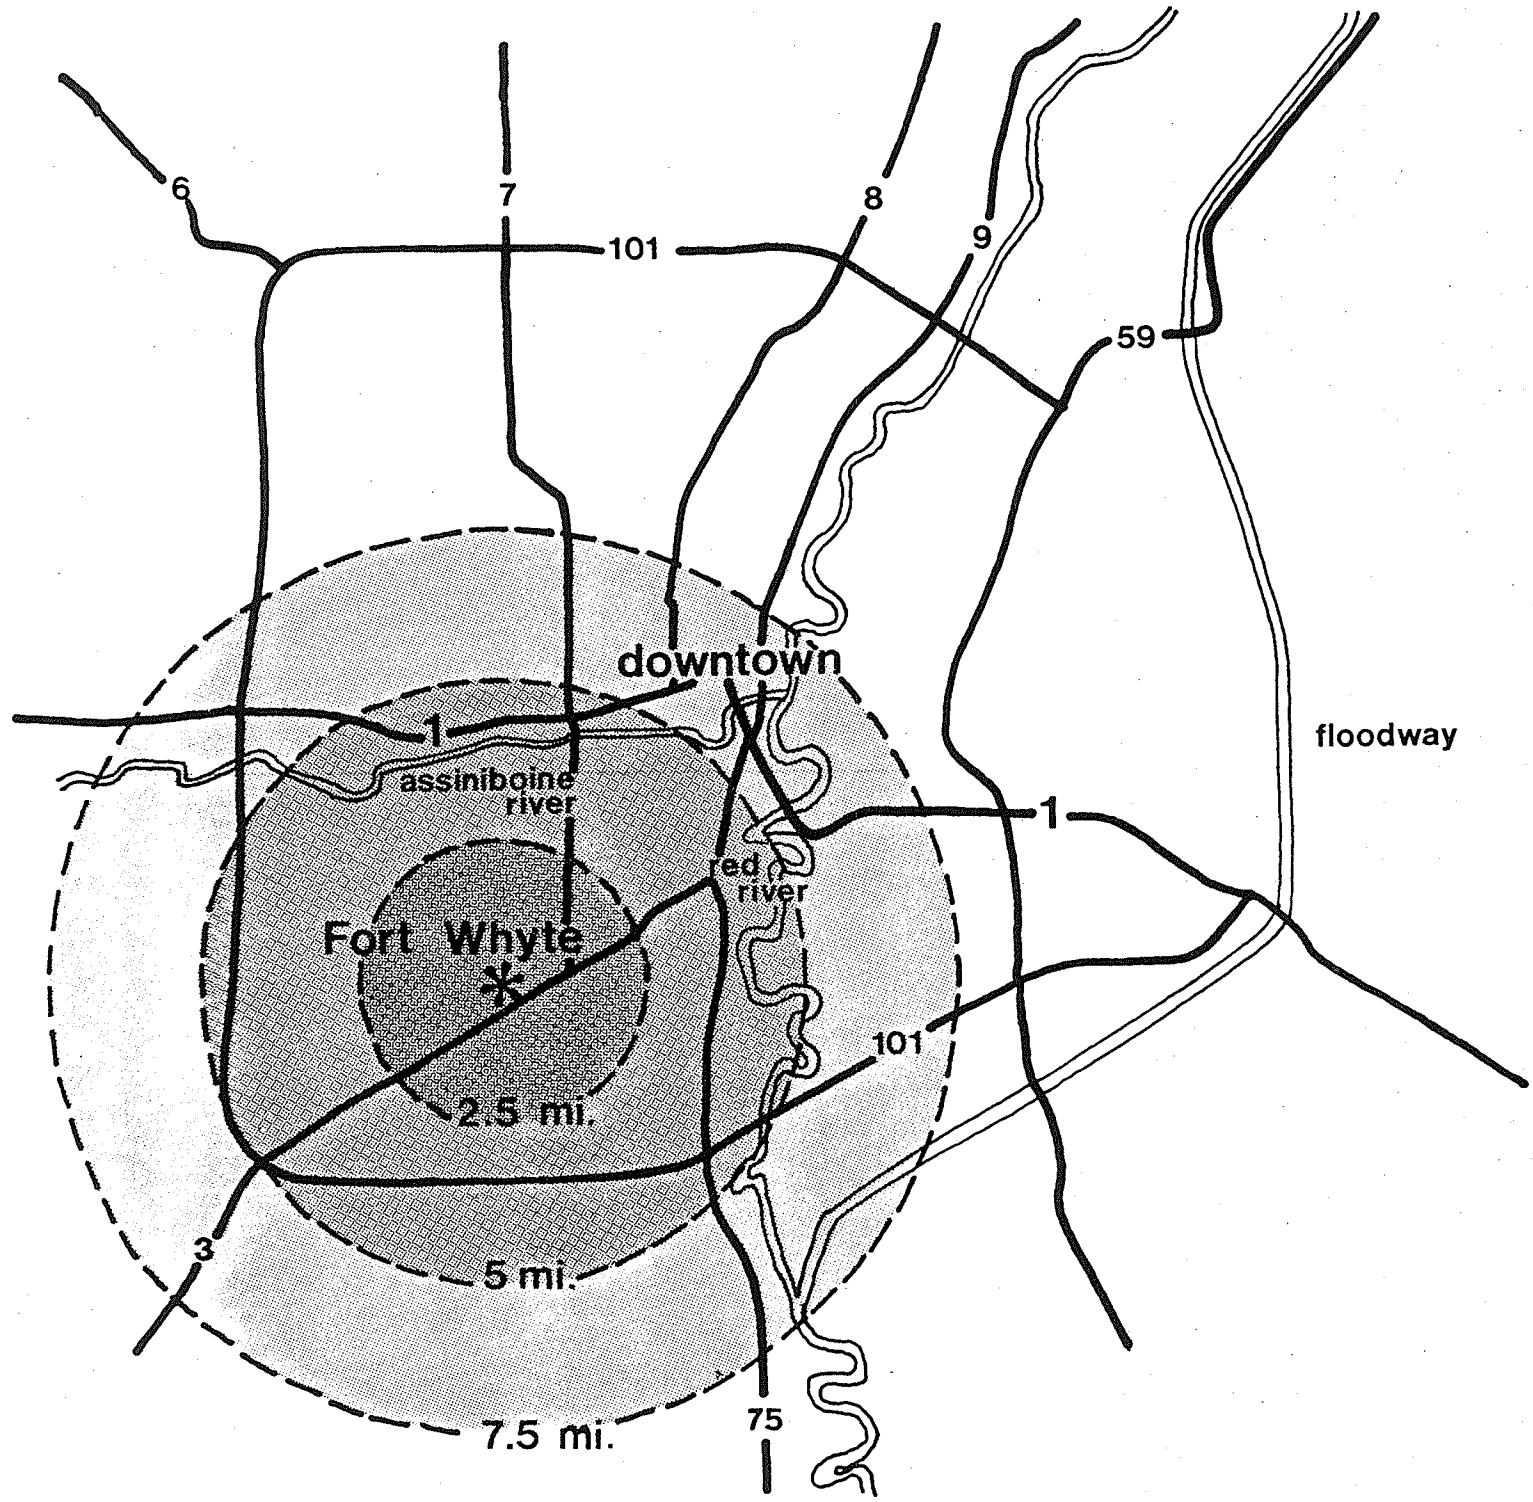 6
7
8
9
101
59
downtown
1
floodway
assiniboine
river
1
red
river
Fort Whyte
101
2.5 mi.
3
5 mi.
75
7.5 mi.